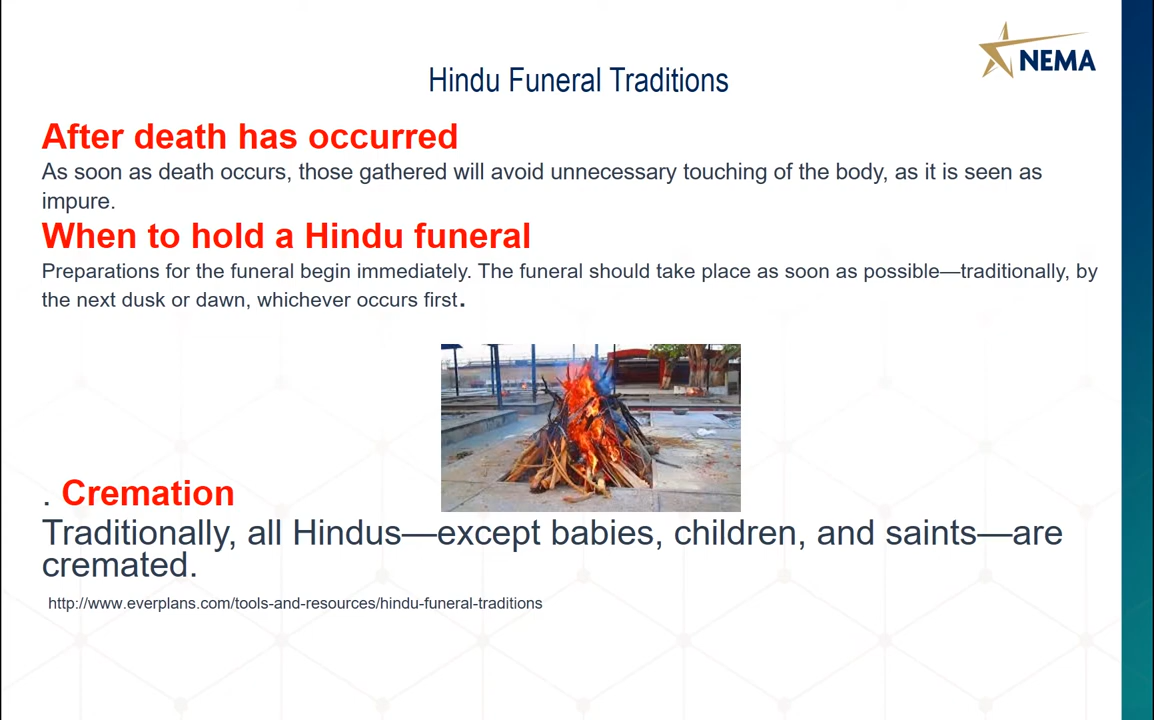 NEMA
Hindu Funeral Traditions
After death has occurred
As soon as death occurs, those gathered will avoid unnecessary touching of the body, as it is seen as
impure.
When to hold a Hindu funeral
Preparations for the funeral begin immediately. The funeral should take place as soon as possible—traditionally, by
the next dusk or dawn, whichever occurs first.
. Cremation
Traditionally, all Hindus—except babies, children, and saints—are
cremated.
http://www.everplans.com/tools-and-resources/hindu-funeral-traditions